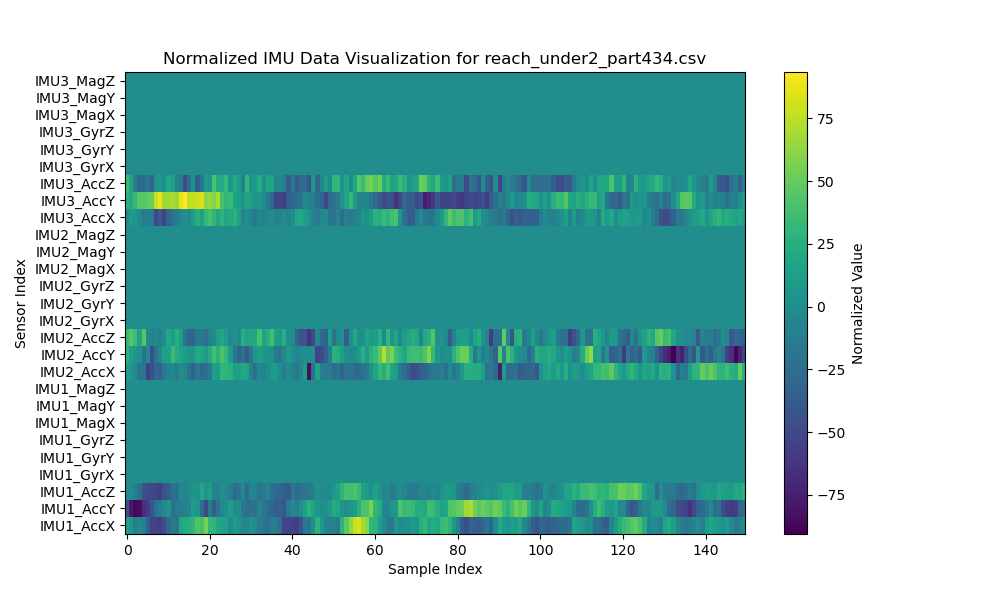 Normalized IMU Data Visualization for reach_under2_part434.csv
Sensor Index
IMU3_MagZ
IMU3_MagY
IMU3_MagX
IMU3_GyrZ
IMU3_GyrY
IMU3_GyrX
IMU3_AccZ
IMU3_AccY
IMU3_AccX
IMU2_MagZ
IMU2_MagY
IMU2_MagX
IMU2_GyrZ
IMU2_GyrY
IMU2_GyrX
IMU2_AccZ
IMU2_AccY
IMU2_AccX
IMU1_MagZ
IMU1_MagY
IMU1_MagX
IMU1_GyrZ
IMU1_GyrY
IMU1_GyrX
IMU1_AccZ
IMU1_AccY
IMU1_AccX
0 20 40 60 80 100 120 140
Sample Index
75
50
25
0
−25
−50
−75
Normalized Value